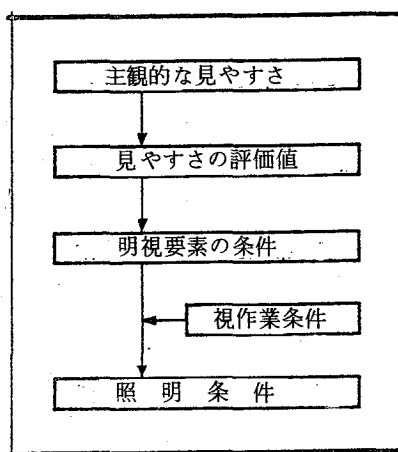 主観的な見やすさ
見やすさの評価値
明視要素の条件
視作業条件
照明条件